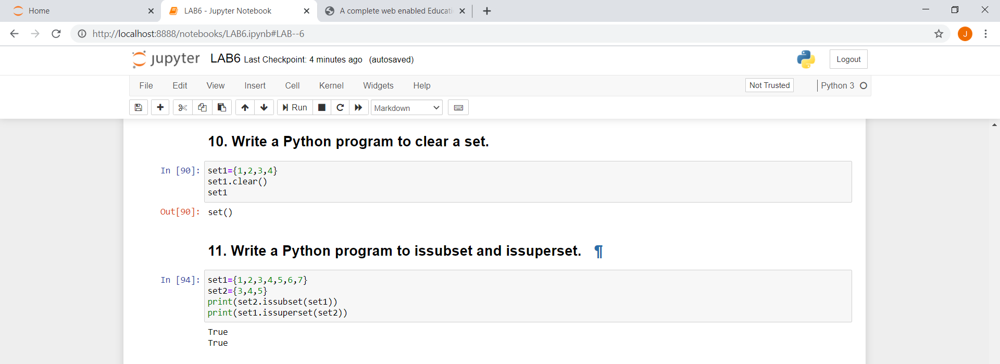 Home
LAB6 - Jupyter Notebook
A complete web enabled Educati
http://localhost:8888/notebooks/LAB6.ipynb#LAB--6
J
jupyter LAB6 Last Checkpoint: 4 minutes ago (autosaved)
Logout
File Edit View Insert Cell Kernel Widgets Help
Not Trusted
Python 3
Run
Markdown
10. Write a Python program to clear a set.
In [90]: set1={1,2,3,4}
set1.clear()
set1
Out[90]: set()
11. Write a Python program to issubset and issuperset. ¶
In [94]: set1={1,2,3,4,5,6,7}
set2={3,4,5}
print(set2.issubset(set1))
print(set1.issuperset(set2))
True
True